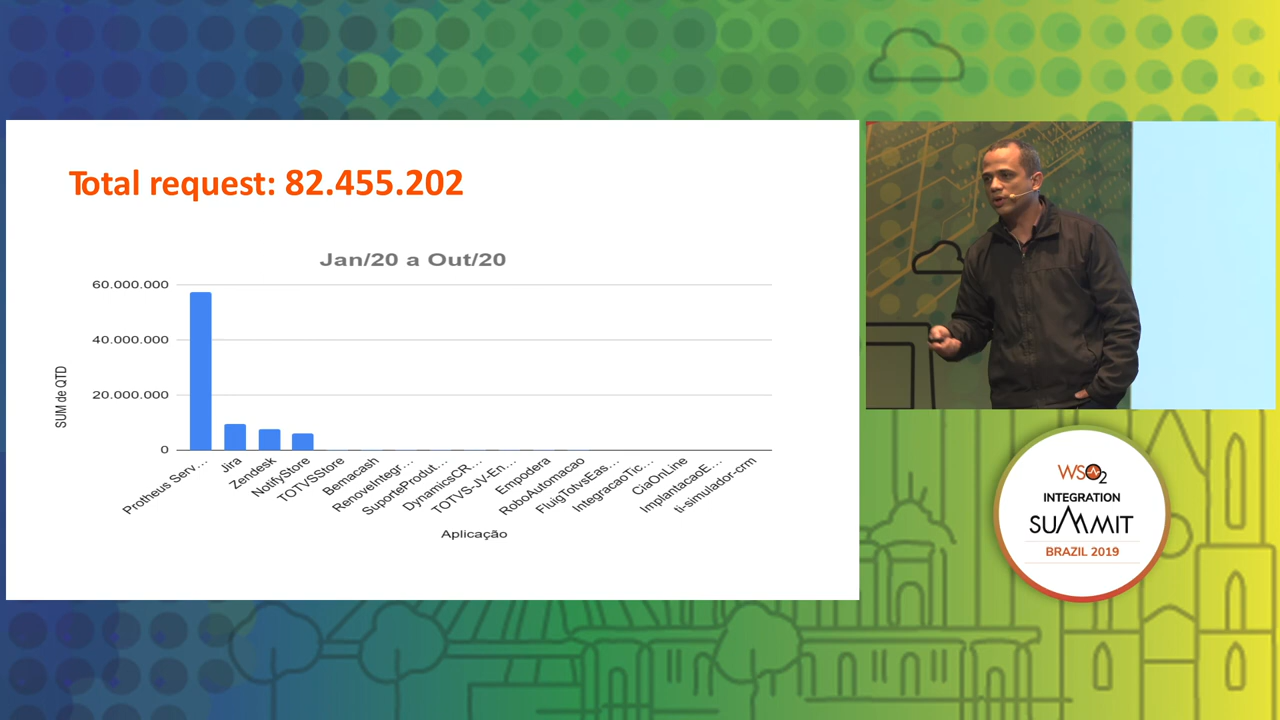 Total request: 82.455.202
Jan/20 a Out/20
60.000.000
40.000.000
20.000.000
0
SUM de QTD
Protheus Serv...
Jira
Zendesk
NotifyStore
TOTVSStore
Bemacash
RenoveIntegr...
SuporteProdut...
DynamicsCR...
TOTVS-JV-En...
Empodera
RoboAutomacao
FluigTotvsEas...
IntegracaoTic...
CiaOnLine
ImplantacaoE...
ti-simulador-crm
Aplicação
WSO2
INTEGRATION
SUMMIT
BRAZIL 2019